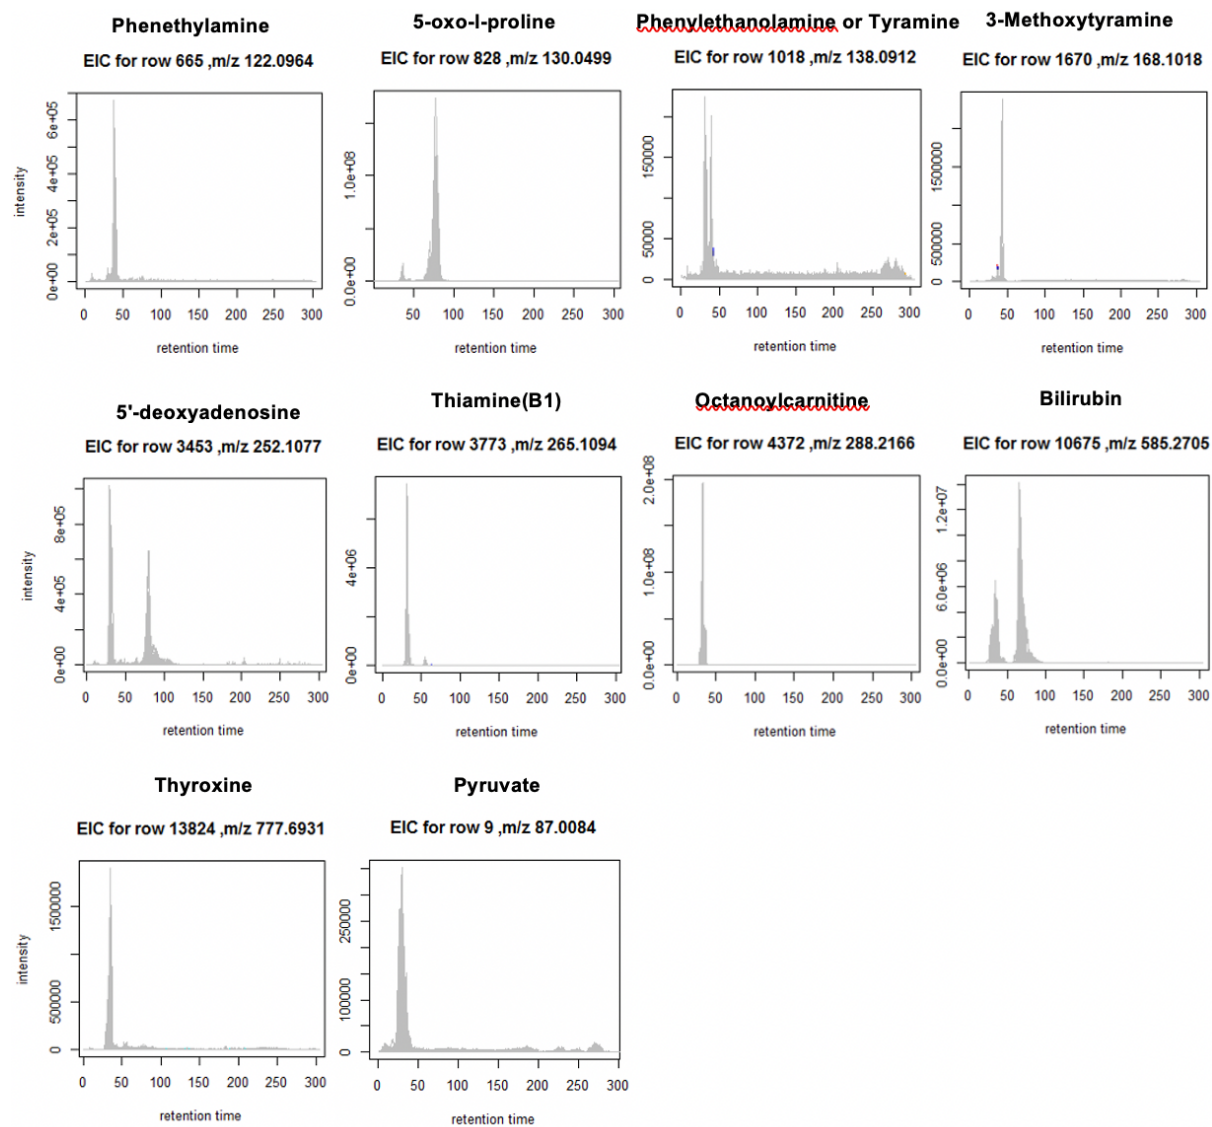 Phenethylamine
EIC for row 665 ,m/z 122.0964
intensity
0e+00 2e+05 4e+05 6e+05
0 50 100 150 200 250 300
retention time
5-oxo-l-proline
EIC for row 828 ,m/z 130.0499
0.0e+00 1.0e+08
0 50 100 150 200 250 300
retention time
Phenylethanolamine or Tyramine
EIC for row 1018 ,m/z 138.0912
0 50000 150000
0 50 100 150 200 250 300
retention time
3-Methoxytyramine
EIC for row 1670 ,m/z 168.1018
0 500000 1500000
0 50 100 150 200 250 300
retention time
5'-deoxyadenosine
EIC for row 3453 ,m/z 252.1077
intensity
0e+00 4e+05 8e+05
0 50 100 150 200 250 300
retention time
Thiamine(B1)
EIC for row 3773 ,m/z 265.1094
0e+00 4e+06
0 50 100 150 200 250 300
retention time
Octanoylcarnitine
EIC for row 4372 ,m/z 288.2166
0.0e+00 1.0e+08 2.0e+08
0 50 100 150 200 250 300
retention time
Bilirubin
EIC for row 10675 ,m/z 585.2705
0.0e+00 6.0e+06 1.2e+07
0 50 100 150 200 250 300
retention time
Thyroxine
EIC for row 13824 ,m/z 777.6931
intensity
0 500000 1500000
0 50 100 150 200 250 300
retention time
Pyruvate
EIC for row 9 ,m/z 87.0084
0 100000 250000
0 50 100 150 200 250 300
retention time